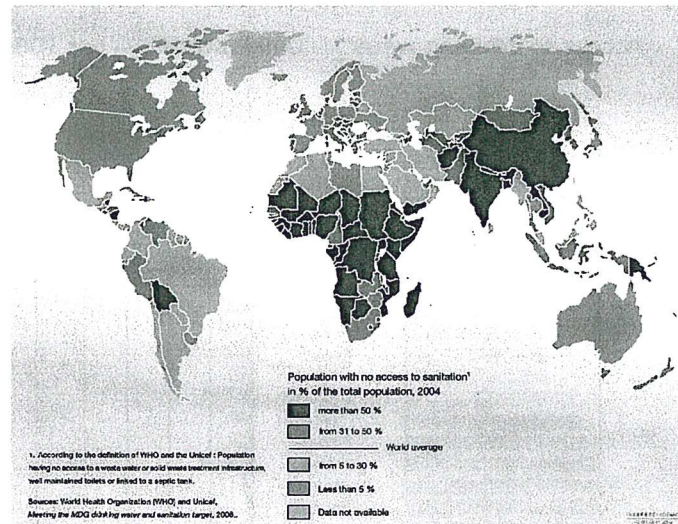 Population with no access to sanitation¹
in % of the total population, 2004
more than 50 %
from 31 to 50 %
World average
from 5 to 30 %
Less than 5 %
Data not available
1. According to the definition of WHO and the Unicef : Population
having no access to a waste water or solid waste treatment infrastructure,
well maintained toilets or linked to a septic tank.
Sources: World Health Organization (WHO) and Unicef,
Meeting the MDG drinking water and sanitation target, 2006.